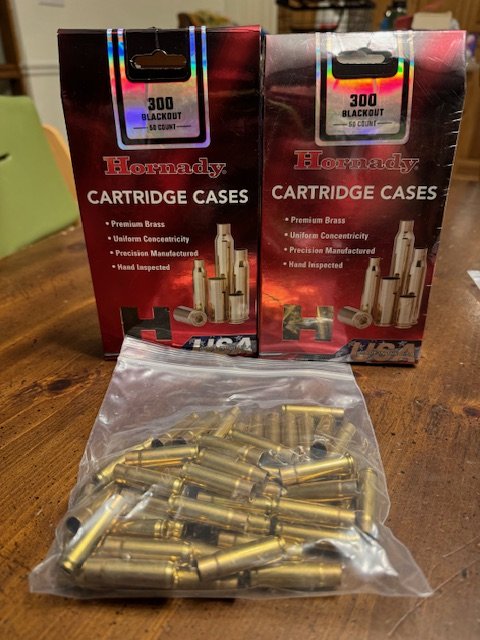 300
BLACKOUT
50 COUNT
Hornady
CARTRIDGE CASES
• Premium Brass
• Uniform Concentricity
• Precision Manufactured
• Hand Inspected
H
USA
300
BLACKOUT
50 COUNT
Hornady
CARTRIDGE CASES
• Premium Brass
• Uniform Concentricity
• Precision Manufactured
• Hand Inspected
H
USA